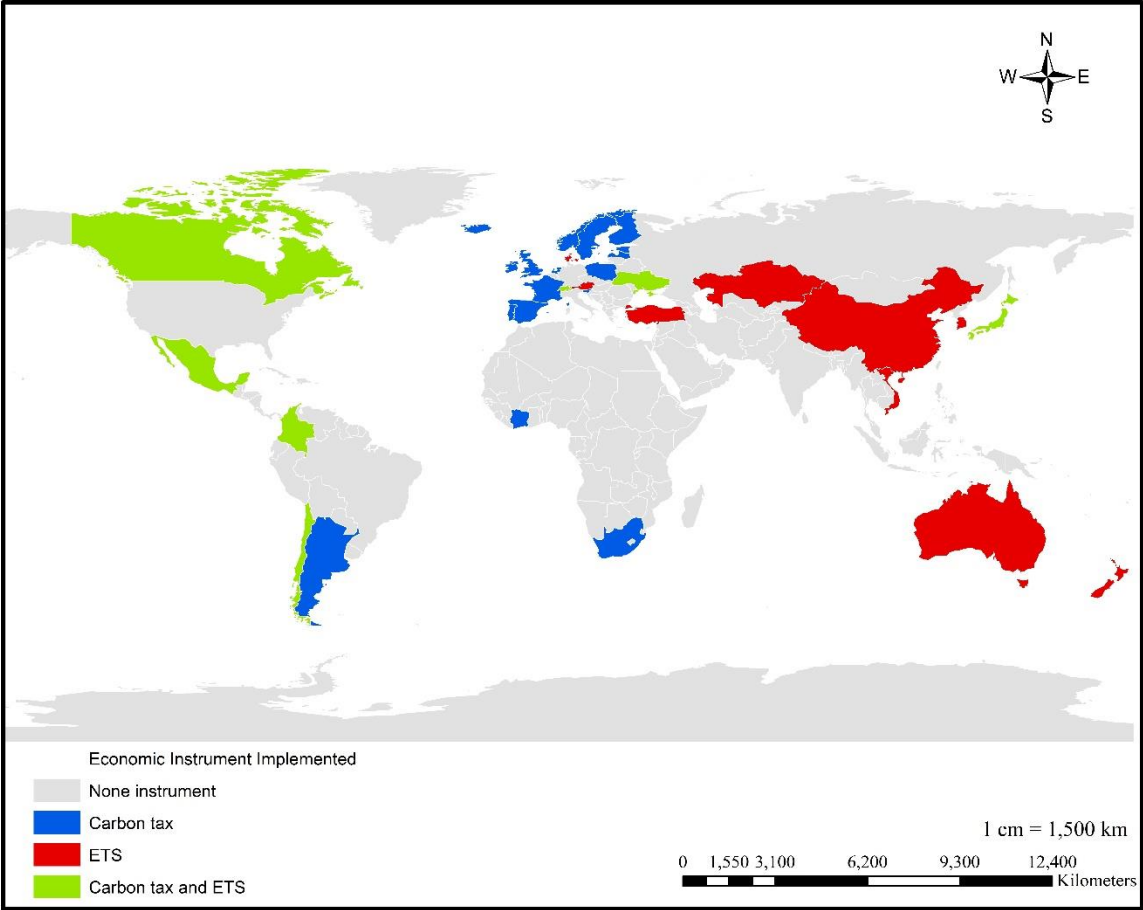 N
W E
S
Economic Instrument Implemented
None instrument
Carbon tax
ETS
Carbon tax and ETS
1 cm = 1,500 km
0 1,550 3,100 6,200 9,300 12,400
Kilometers